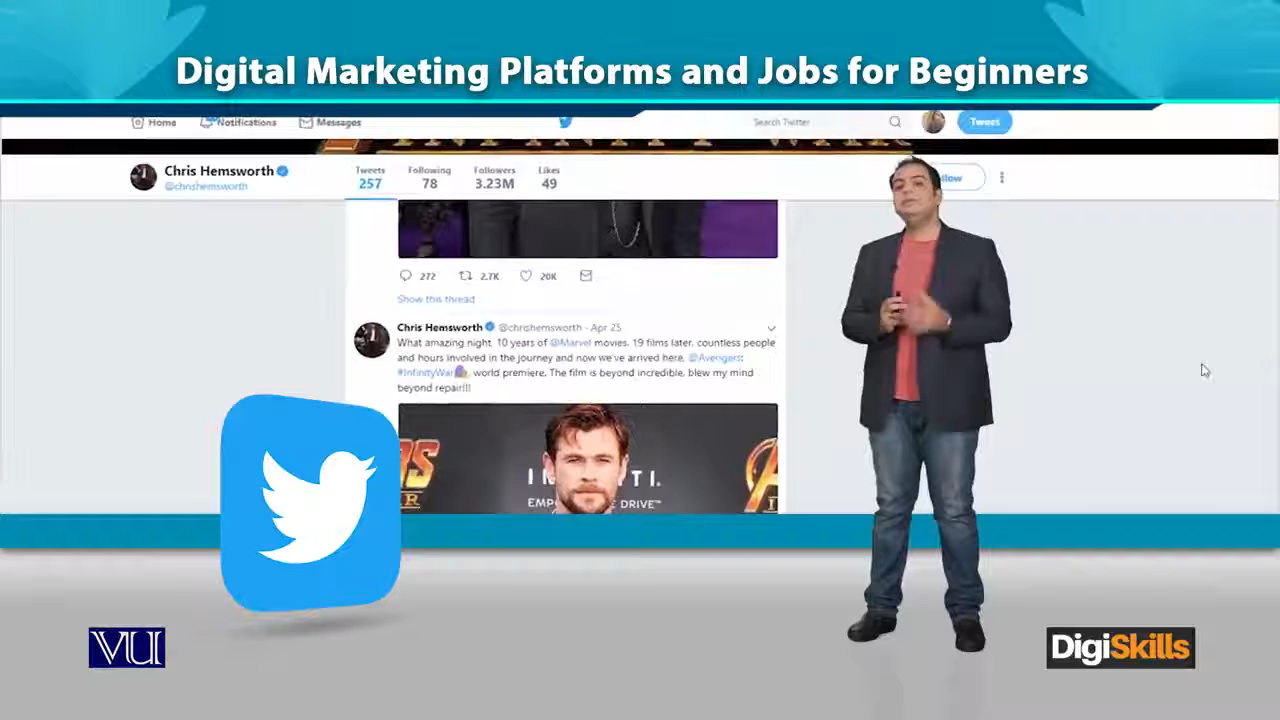 Digital Marketing Platforms and Jobs for Beginners
Home Notifications Messages Search Twitter Tweet
Chris Hemsworth
@chrishemsworth
Tweets Following Followers Likes
257 78 3.23M 49
272 2.7K 20K
Show this thread
Chris Hemsworth @chrishemsworth - Apr 25
What amazing night. 10 years of @Marvel movies. 19 films later, countless people
and hours involved in the journey and now we've arrived here. @Avengers:
#InfinityWar world premiere. The film is beyond incredible. blew my mind
beyond repair!!!
DRIVE™
VU
DigiSkills